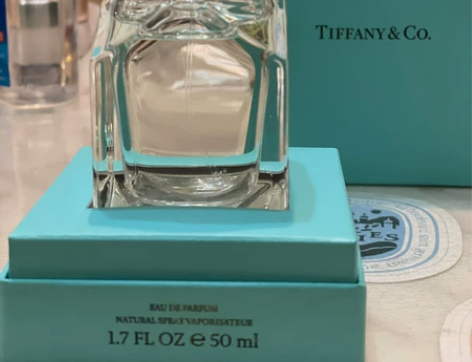 TIFFANY & CO.
EAU DE PARFUM
NATURAL SPRAY VAPORISATEUR
1.7 FL OZ ℮ 50 ml